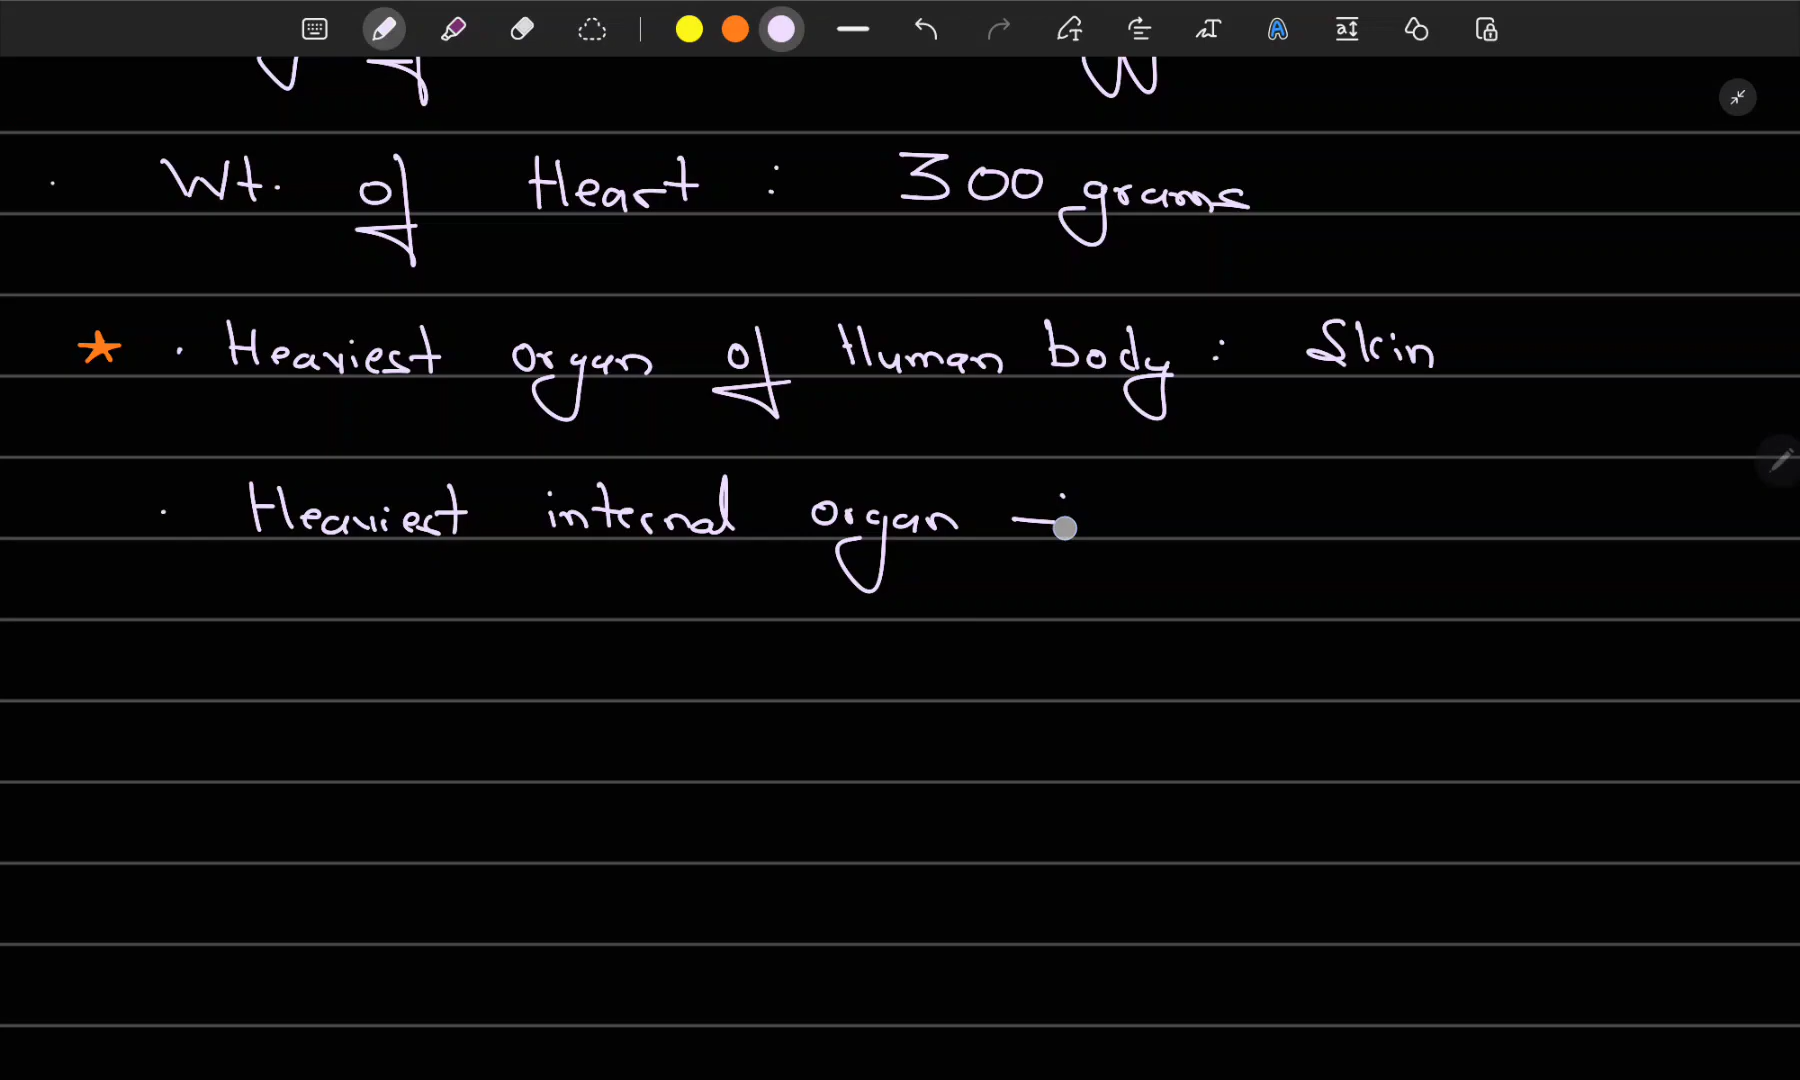 . Wt. of Heart : 300 grams
★ . Heaviest organ of Human body : Skin
. Heaviest internal organ